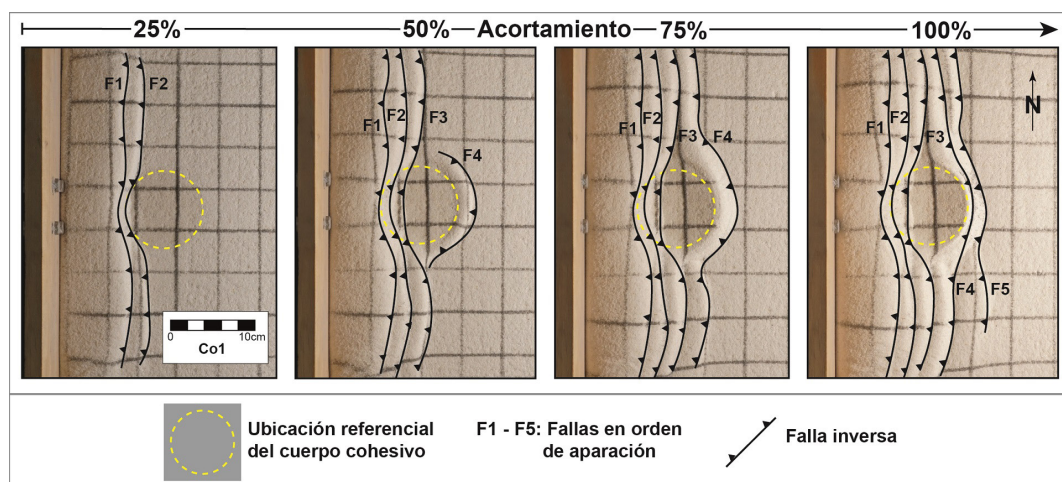 25% 50% Acortamiento 75% 100%
F1 F2
0 10cm
Co1
F1 F2 F3
F4
F1 F2 F3 F4
N
F1 F2 F3
F4 F5
Ubicación referencial
del cuerpo cohesivo
F1 - F5: Fallas en orden
de aparación
Falla inversa